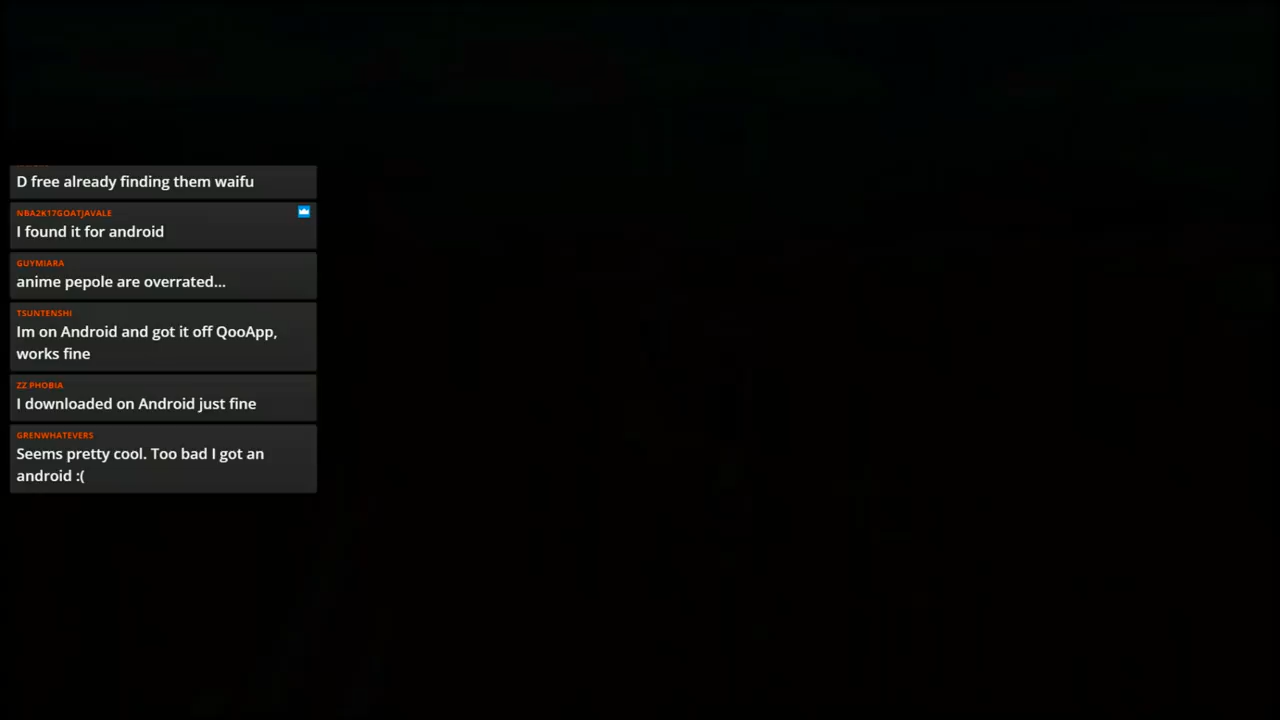 D free already finding them waifu
NBA2K17GOATJAVALE
I found it for android
GUYMIARA
anime pepole are overrated...
TSUNTENSHI
Im on Android and got it off QooApp,
works fine
ZZ PHOBIA
I downloaded on Android just fine
GRENWHATEVERS
Seems pretty cool. Too bad I got an
android :(